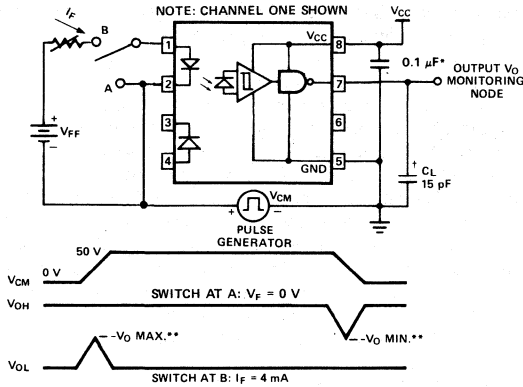 NOTE: CHANNEL ONE SHOWN
IF
B
A
VFF
+
−
1
2
3
4
VCC
8
7
6
GND
5
VCC
0.1 µF*
OUTPUT VO
MONITORING
NODE
†
CL
15 pF
+
VCM
−
PULSE
GENERATOR
50 V
VCM
0 V
SWITCH AT A: VF = 0 V
VOH
−VO MAX.**
−VO MIN.**
VOL
SWITCH AT B: IF = 4 mA